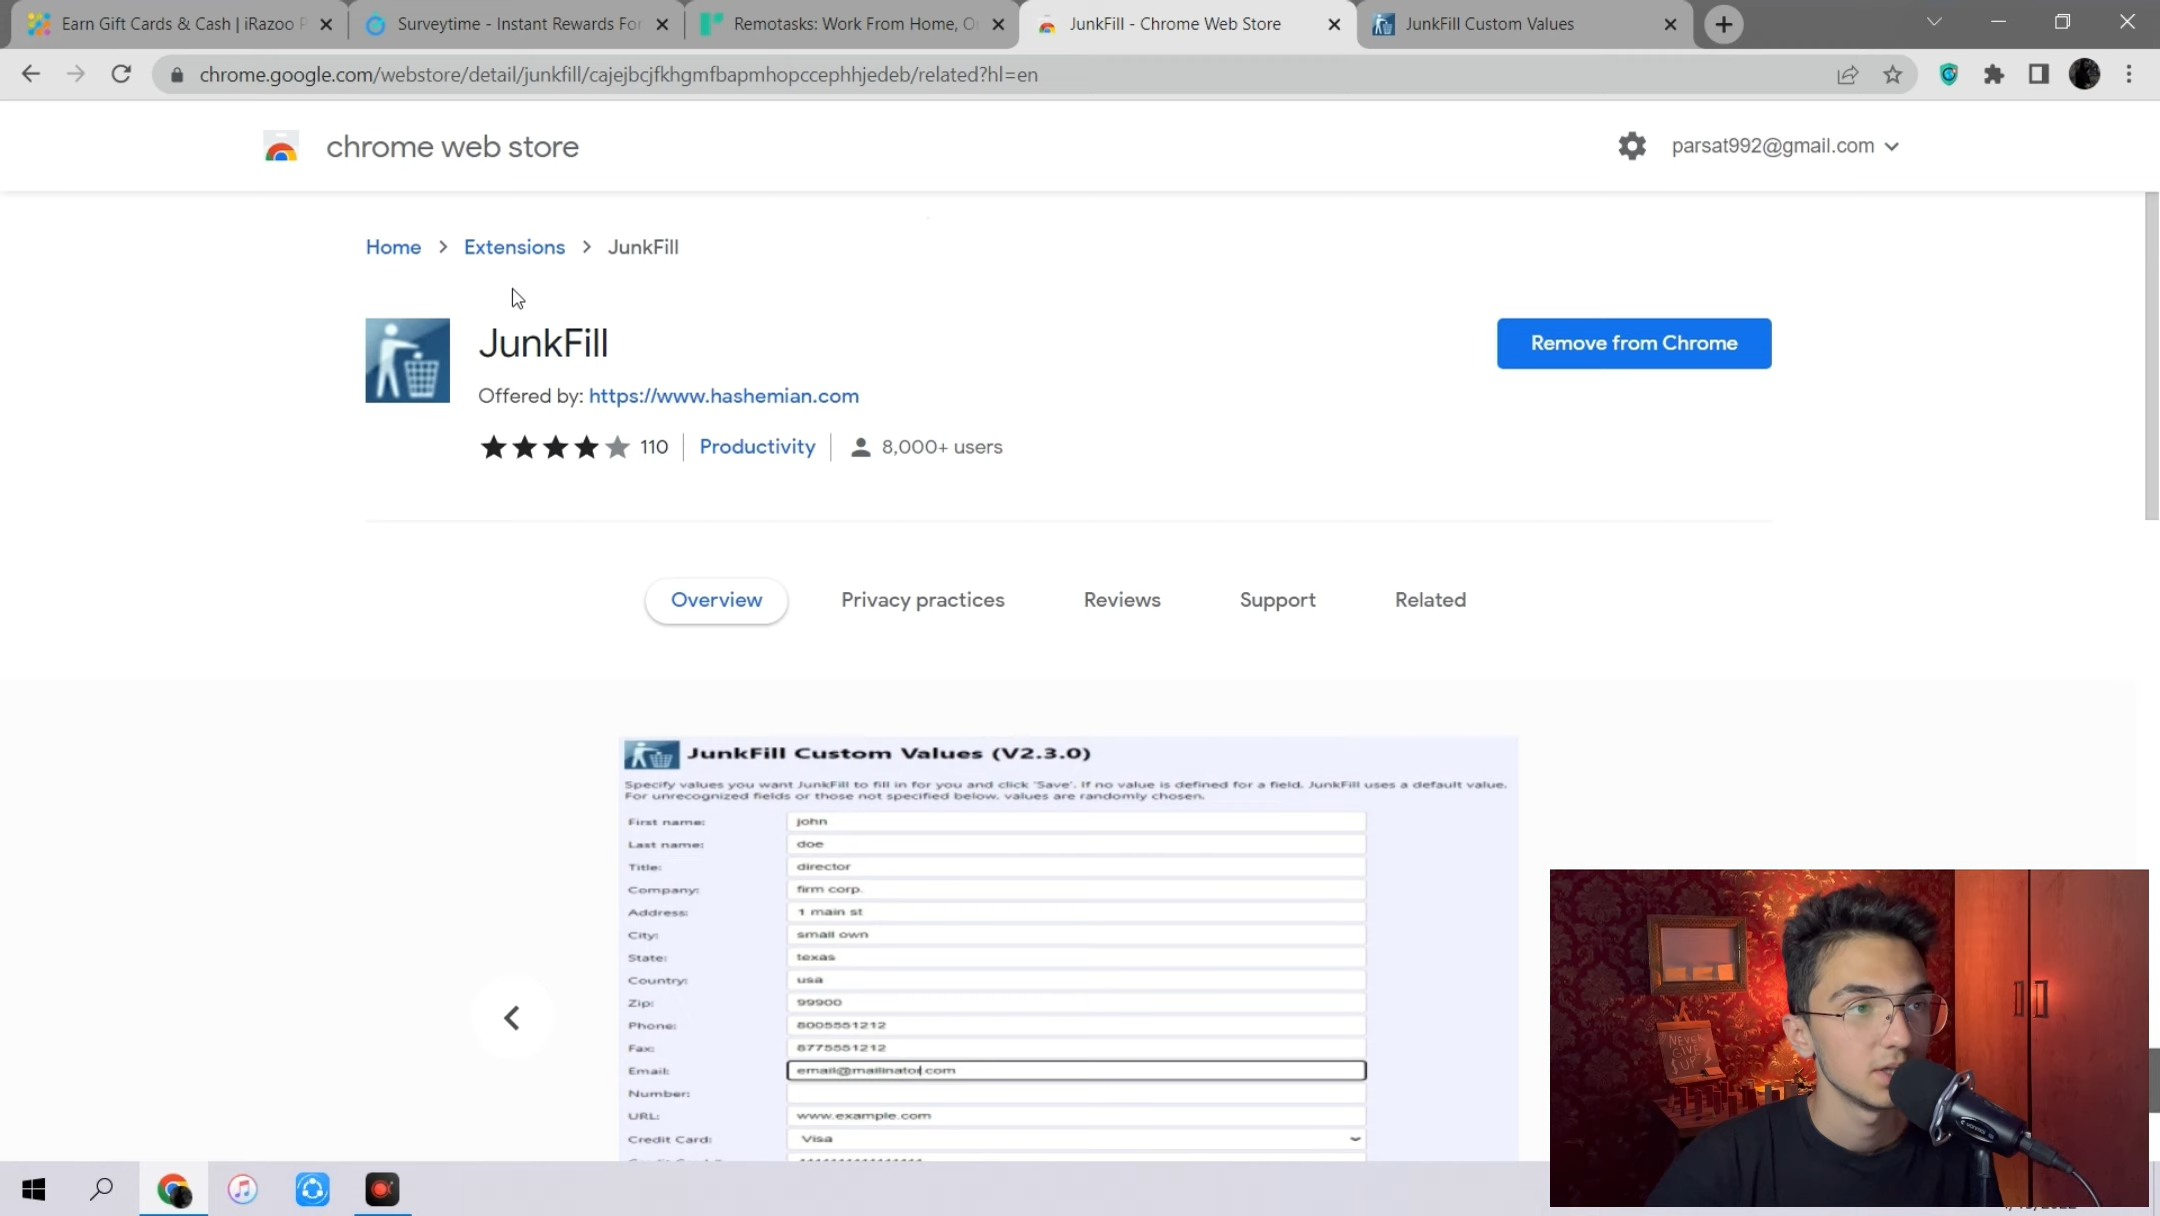 Earn Gift Cards & Cash | iRazoo P
Surveytime - Instant Rewards For
Remotasks: Work From Home, O
JunkFill - Chrome Web Store
JunkFill Custom Values
chrome.google.com/webstore/detail/junkfill/cajejbcjfkhgmfbapmhopccephhjedeb/related?hl=en
chrome web store
parsat992@gmail.com
Home > Extensions > JunkFill
JunkFill
Remove from Chrome
Offered by: https://www.hashemian.com
110 Productivity 8,000+ users
Overview Privacy practices Reviews Support Related
JunkFill Custom Values (V2.3.0)
Specify values you want JunkFill to fill in for you and click 'Save'. If no value is defined for a field, JunkFill uses a default value.
For unrecognized fields or those not specified below, values are randomly chosen.
First name: john
Last name: doe
Title: director
Company: firm corp.
Address: 1 main st
City: small own
State: texas
Country: usa
Zip: 99900
Phone: 8005551212
Fax: 8775551212
Email: email@mailinator.com
Number:
URL: www.example.com
Credit Card: Visa
NEVER
GIVE
UP